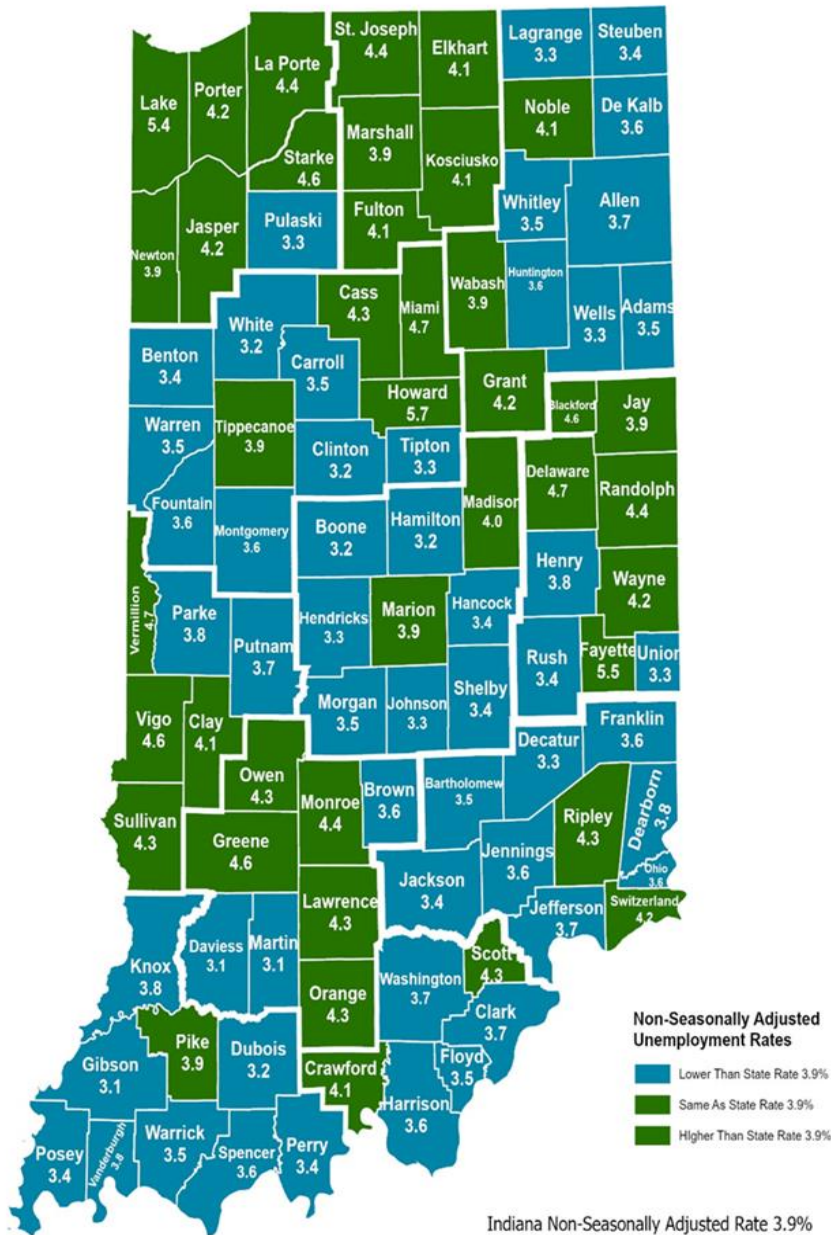 St. Joseph
4.4
Elkhart
4.1
Lagrange
3.3
Steuben
3.4
La Porte
4.4
Porter
4.2
Lake
5.4
Noble
4.1
De Kalb
3.6
Marshall
3.9
Starke
4.6
Kosciusko
4.1
Whitley
3.5
Allen
3.7
Fulton
4.1
Pulaski
3.3
Jasper
4.2
Newton
3.9
Huntington
3.6
Wabash
3.9
Miami
4.7
Cass
4.3
Wells
3.3
Adams
3.5
White
3.2
Carroll
3.5
Benton
3.4
Grant
4.2
Howard
5.7
Blackford
4.6
Jay
3.9
Warren
3.5
Tippecanoe
3.9
Clinton
3.2
Tipton
3.3
Delaware
4.7
Randolph
4.4
Madison
4.0
Fountain
3.6
Montgomery
3.6
Boone
3.2
Hamilton
3.2
Henry
3.8
Wayne
4.2
Vermillion
4.7
Parke
3.8
Putnam
3.7
Hendricks
3.3
Marion
3.9
Hancock
3.4
Rush
3.4
Fayette
5.5
Union
3.3
Vigo
4.6
Clay
4.1
Morgan
3.5
Johnson
3.3
Shelby
3.4
Franklin
3.6
Decatur
3.3
Owen
4.3
Monroe
4.4
Brown
3.6
Bartholomew
3.5
Dearborn
3.8
Ripley
4.3
Sullivan
4.3
Greene
4.6
Jennings
3.6
Ohio
3.6
Jackson
3.4
Lawrence
4.3
Jefferson
3.7
Switzerland
4.2
Knox
3.8
Daviess
3.1
Martin
3.1
Scott
4.3
Washington
3.7
Orange
4.3
Clark
3.7
Pike
3.9
Dubois
3.2
Gibson
3.1
Crawford
4.1
Floyd
3.5
Harrison
3.6
Posey
3.4
Vanderburgh
3.8
Warrick
3.5
Spencer
3.6
Perry
3.4
Non-Seasonally Adjusted
Unemployment Rates
Lower Than State Rate 3.9%
Same As State Rate 3.9%
HIgher Than State Rate 3.9%
Indiana Non-Seasonally Adjusted Rate 3.9%